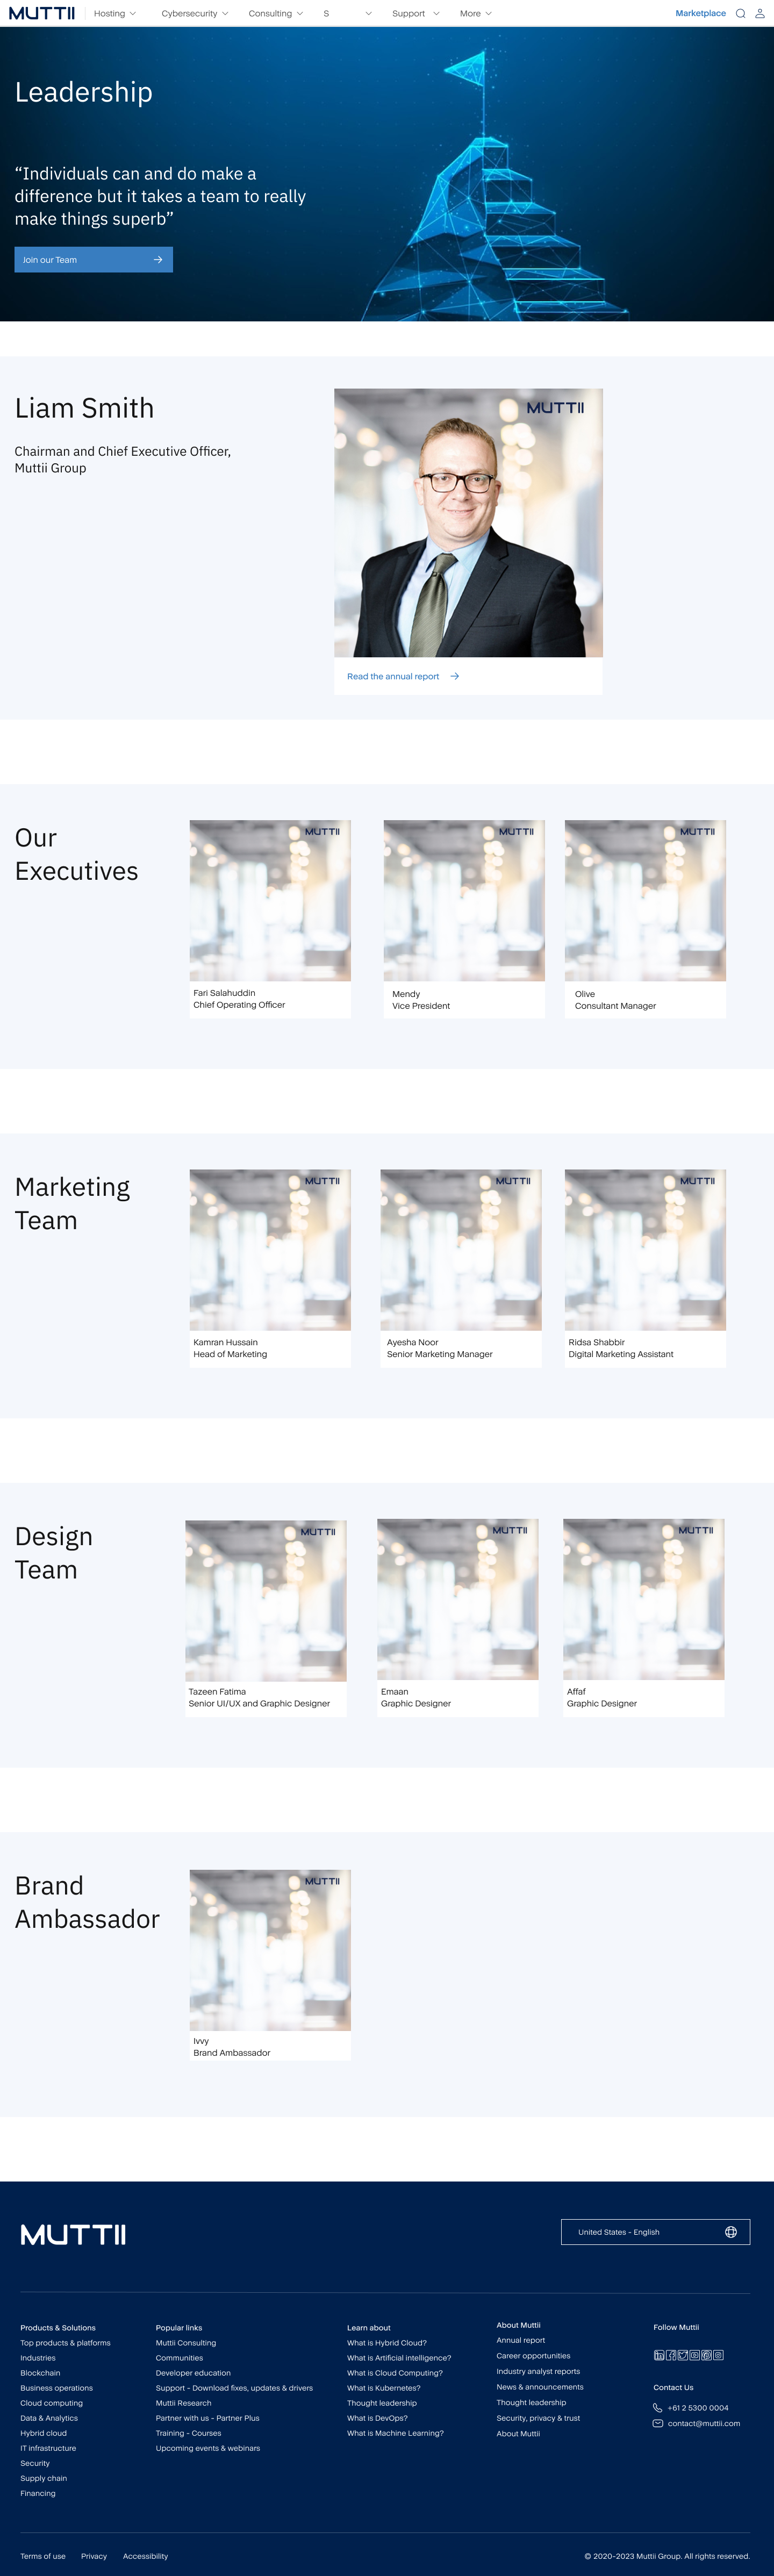 MUTTII
Hosting
Cybersecurity
Consulting
S
Support
More
Marketplace
Leadership
“Individuals can and do make a
difference but it takes a team to really
make things superb”
Join our Team
Liam Smith
Chairman and Chief Executive Officer,
Muttii Group
MUTTII
Read the annual report
Our
Executives
MUTTII
Fari Salahuddin
Chief Operating Officer
MUTTII
Mendy
Vice President
MUTTII
Olive
Consultant Manager
Marketing
Team
MUTTII
Kamran Hussain
Head of Marketing
MUTTII
Ayesha Noor
Senior Marketing Manager
MUTTII
Ridsa Shabbir
Digital Marketing Assistant
Design
Team
MUTTII
Tazeen Fatima
Senior UI/UX and Graphic Designer
MUTTII
Emaan
Graphic Designer
MUTTII
Affaf
Graphic Designer
Brand
Ambassador
MUTTII
Ivvy
Brand Ambassador
MUTTII
United States - English
Products & Solutions
Top products & platforms
Industries
Blockchain
Business operations
Cloud computing
Data & Analytics
Hybrid cloud
IT infrastructure
Security
Supply chain
Financing
Popular links
Muttii Consulting
Communities
Developer education
Support - Download fixes, updates & drivers
Muttii Research
Partner with us - Partner Plus
Training - Courses
Upcoming events & webinars
Learn about
What is Hybrid Cloud?
What is Artificial intelligence?
What is Cloud Computing?
What is Kubernetes?
Thought leadership
What is DevOps?
What is Machine Learning?
About Muttii
Annual report
Career opportunities
Industry analyst reports
News & announcements
Thought leadership
Security, privacy & trust
About Muttii
Follow Muttii
Contact Us
+61 2 5300 0004
contact@muttii.com
Terms of use
Privacy
Accessibility
© 2020-2023 Muttii Group. All rights reserved.